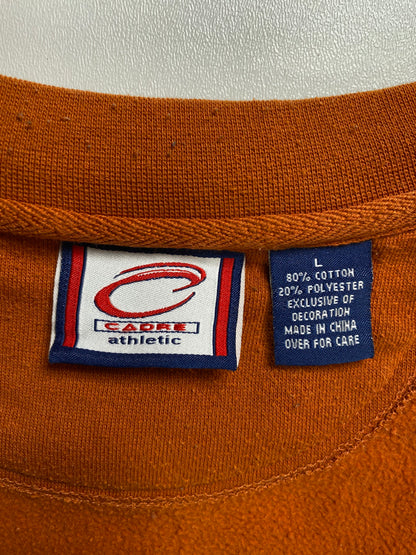 CADRE
athletic
L
80% COTTON
20% POLYESTER
EXCLUSIVE OF
DECORATION
MADE IN CHINA
OVER FOR CARE